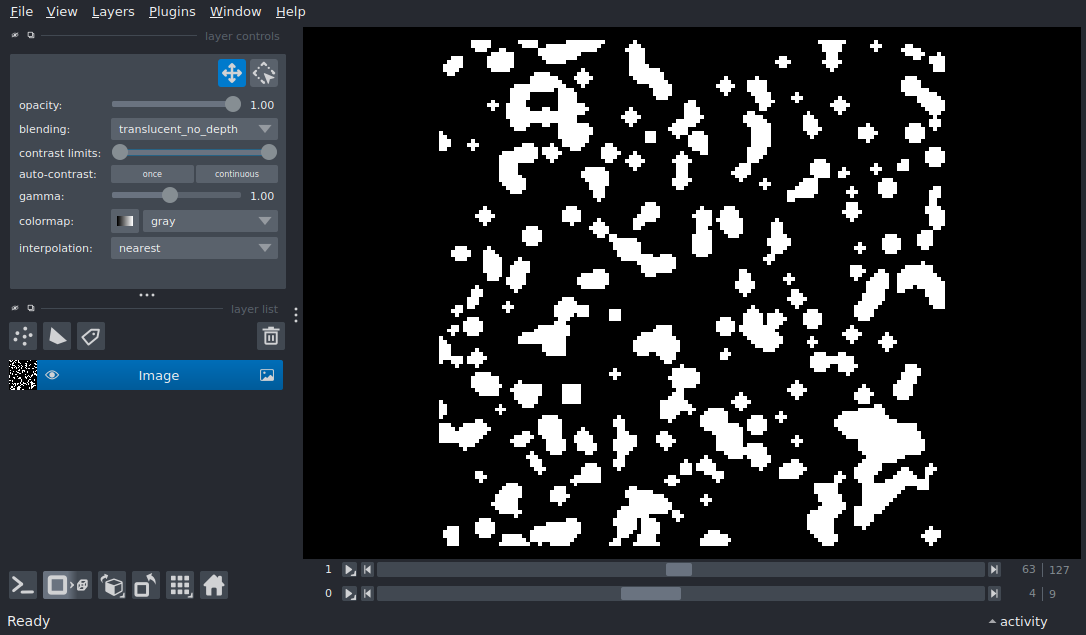 File View Layers Plugins Window Help
layer controls
opacity: 1.00
blending: translucent_no_depth
contrast limits:
auto-contrast: once continuous
gamma: 1.00
colormap: gray
interpolation: nearest
layer list
Image
1 63 127
0 4 9
Ready activity